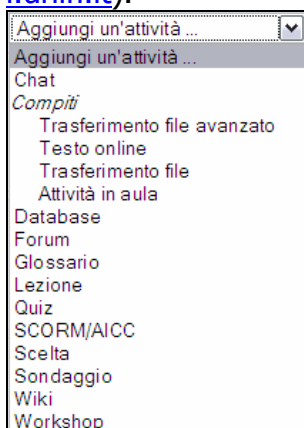 Aggiungi un'attività ...
Aggiungi un'attività ...
Chat
Compiti
Trasferimento file avanzato
Testo online
Trasferimento file
Attività in aula
Database
Forum
Glossario
Lezione
Quiz
SCORM/AICC
Scelta
Sondaggio
Wiki
Workshop